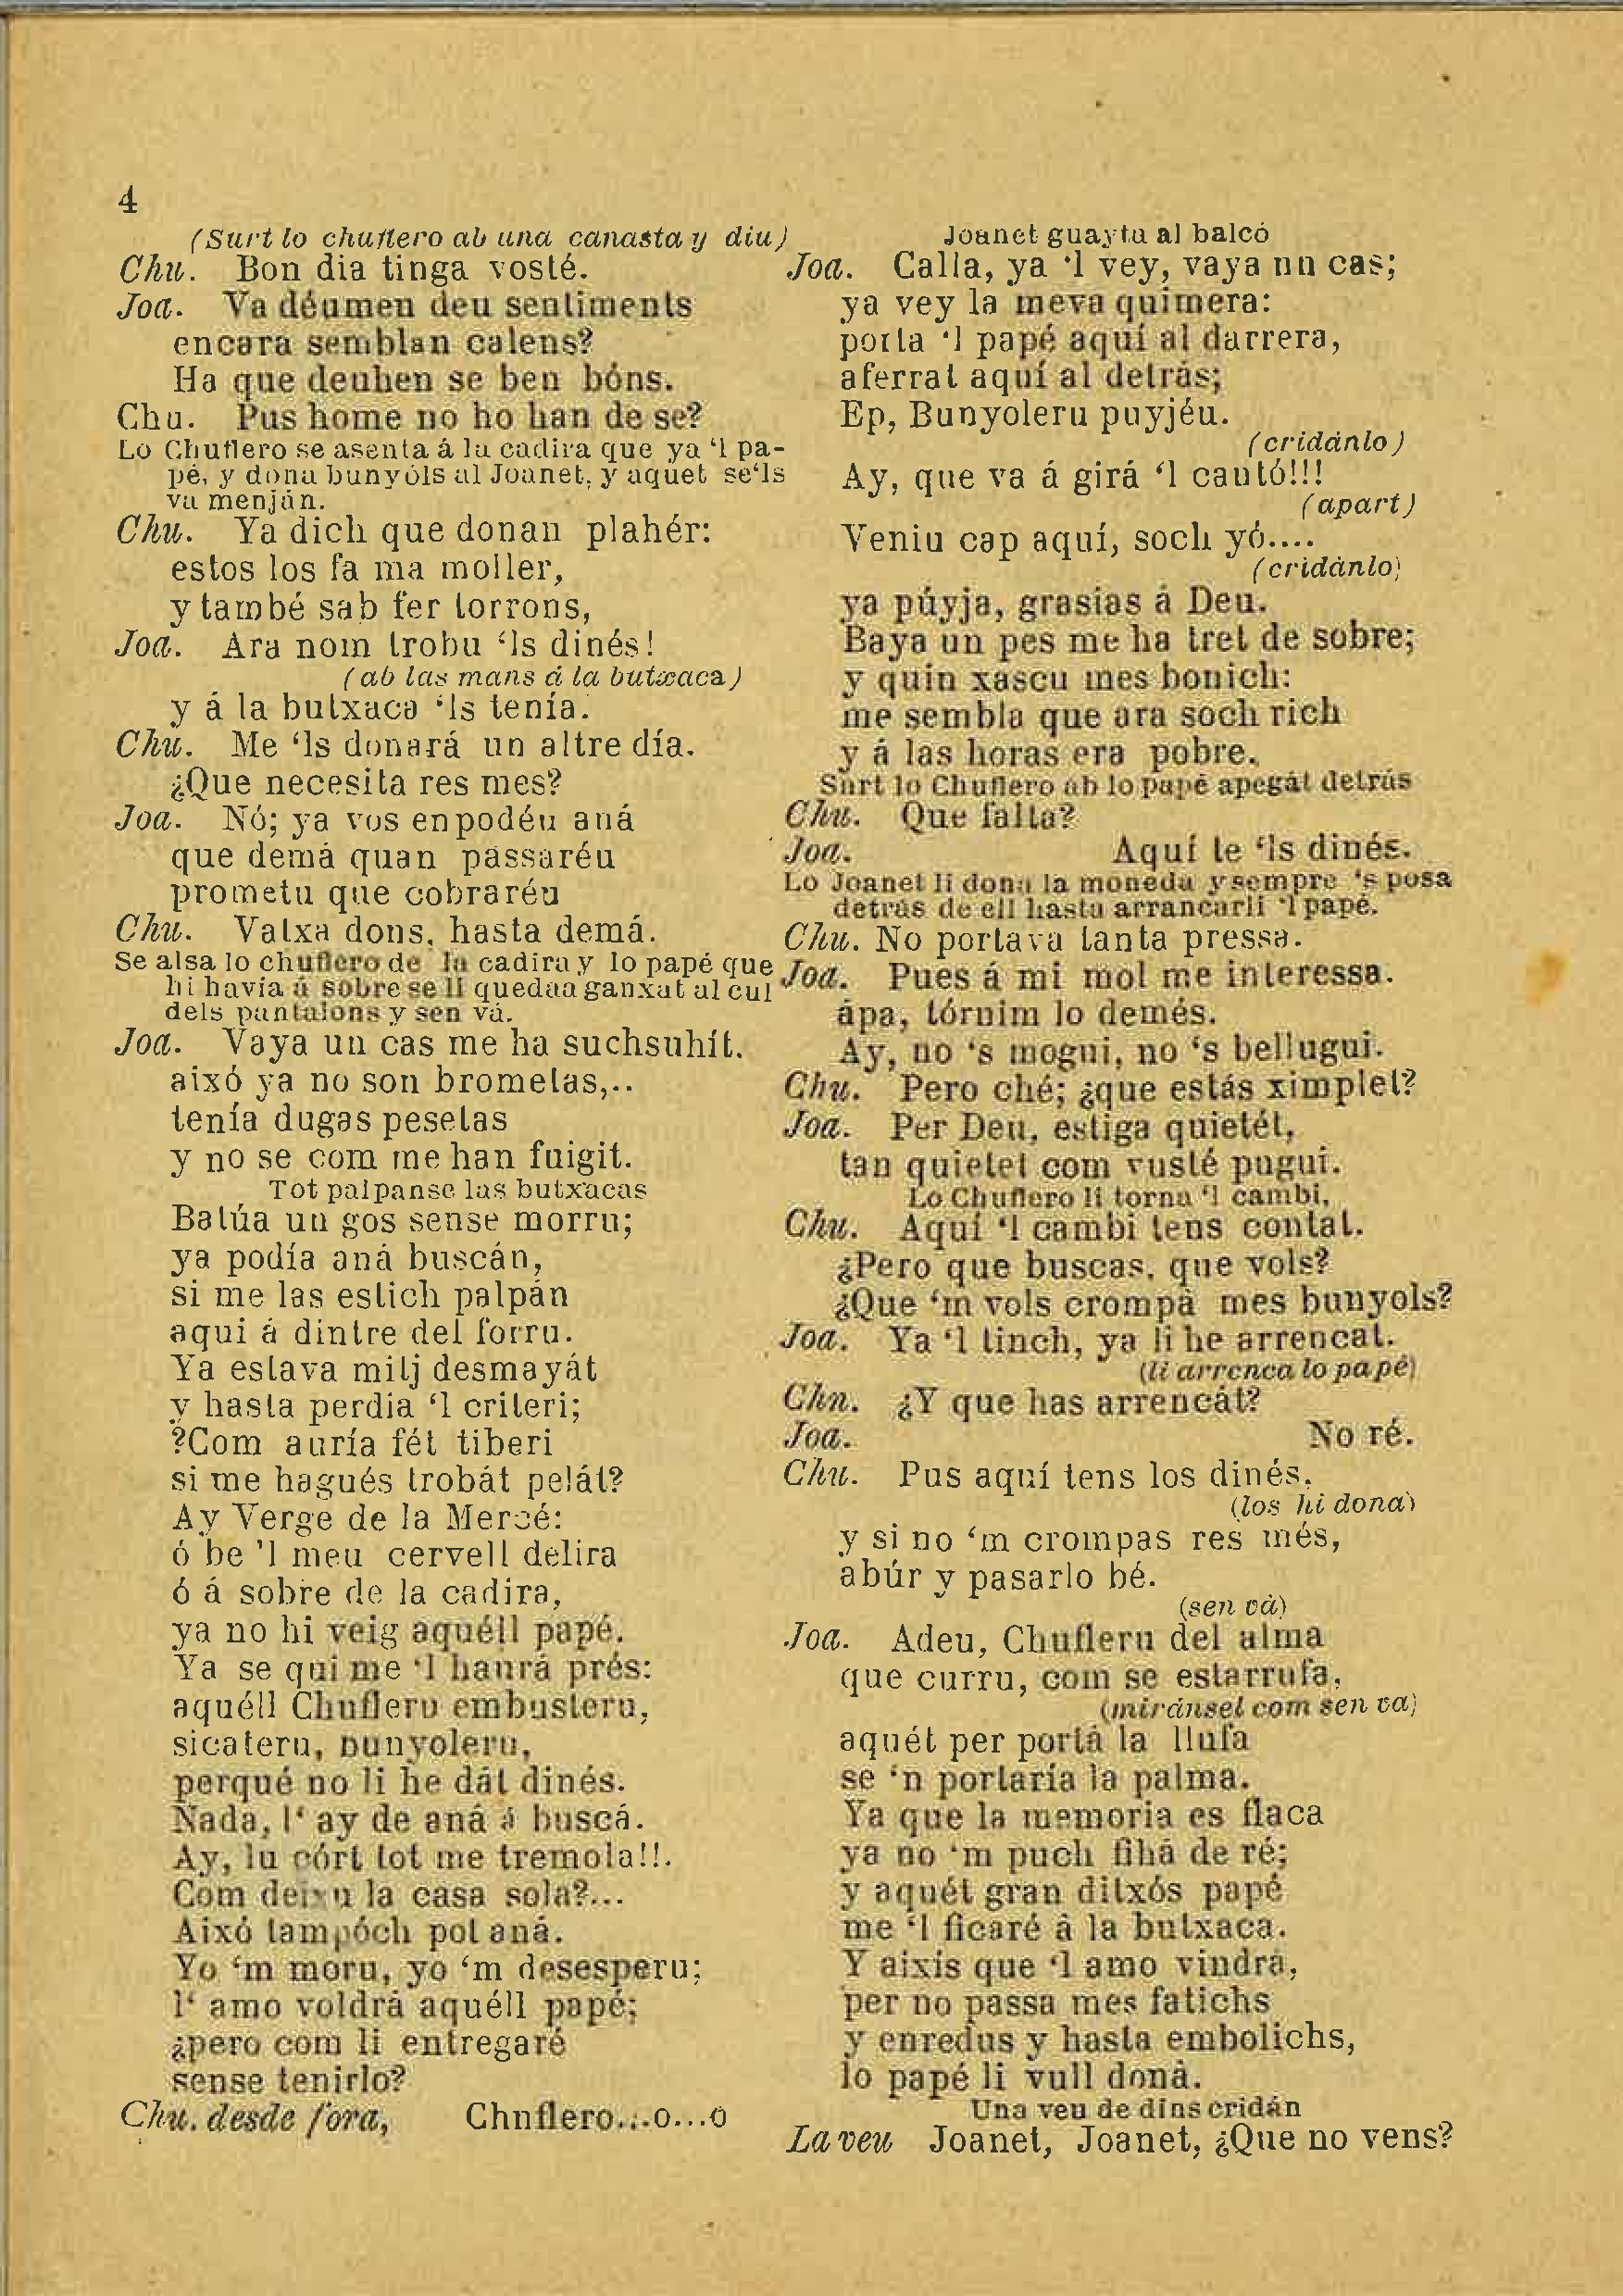 4
(Surt lo chuflero ab una canasta y diu)
Chu. Bon dia tinga vosté.
Joa. Va déumen deu sentiments
encara semblan calens?
Ha que deuhen se ben bóns.
Chu. Pus home no ho han de se?
Lo Chuflero se asenta á la cadira que ya ‘l pa-
pé, y dona bunyóls al Joanet, y aquet se‘ls
va menján.
Chu. Ya dich que donan plahér:
estos los fa ma moller,
y també sab fer torrons,
Joa. Ara nom trobu ‘ls dinés!
(ab las mans á la butxaca)
y á la butxaca ‘ls tenía.
Chu. Me ‘ls donará un altre día.
¿Que necesita res mes?
Joa. Nó; ya vos enpodéu aná
que demá quan passaréu
prometu que cobraréu
Chu. Vatxa dons, hasta demá.
Se alsa lo chuflero de la cadira y lo papé que
hi havía á sobre se li quedaa ganxat al cul
dels pantalons y sen vá.
Joa. Vaya un cas me ha suchsuhít.
aixó ya no son brometas,..
tenía dugas pesetas
y no se com me han fuigit.
Tot palpanse las butxacas
Batúa un gos sense morru;
ya podía aná buscán,
si me las estich palpán
aqui á dintre del forru.
Ya estava mitj desmayát
y hasta perdia ‘l criteri;
?Com auría fét tiberi
si me hagués trobát pelát?
Ay Verge de la Mercé:
ó be 'l meu cervell delira
ó á sobre de la cadira,
ya no hi veig aquéll papé.
Ya se qui me ‘l haurá prés:
aquéll Chufleru embusteru,
sicateru, bunyoleru,
perqué no li he dát dinés.
Nada, l‘ ay de aná á buscá.
Ay, lu córt tot me tremola!!.
Com deixu la casa sola?...
Aixó tampóch pot aná.
Yo ‘m moru, yo ‘m desesperu;
l‘ amo voldrá aquéll papé;
¿pero com li entregaré
sense tenirlo?
Chu. desde fora, Chnflero...o...o
Joanet guayta al balcó
Joa. Calla, ya ‘l vey, vaya un cas;
ya vey la meva quimera:
porta ‘l papé aquí al darrera,
aferrat aquí al detrás;
Ep, Bunyoleru puyjéu.
(cridánlo)
Ay, que va á girá ‘l cautó!!!
(apart)
Veniu cap aquí, soch yó....
(cridánlo)
ya púyja, grasias á Deu.
Baya un pes me ha tret de sobre;
y quin xascu mes bonich:
me sembla que ara soch rich
y á las horas era pobre.
Surt lo Chuflero ab lo papé apegát detrás
Chu. Que falta?
Joa. Aquí te ‘ls dinés.
Lo Joanet li dona la moneda y sempre ‘s posa
detrás de ell hasta arrancarli ‘l papé.
Chu. No portava tanta pressa.
Joa. Pues á mi mol me interessa.
ápa, tórnim lo demés.
Ay, no ‘s mogui, no ‘s bellugui.
Chu. Pero ché; ¿que estás ximplet?
Joa. Per Deu, estiga quietét,
tan quietet com vusté pugui.
Lo Chuflero li torna ‘l cambi,
Chu. Aquí ‘l cambi tens contat.
¿Pero que buscas, que vols?
¿Que ‘m vols crompà mes bunyols?
Joa. Ya ‘l tinch, ya li he arrencat.
(li arrenca lo papé)
Chn. ¿Y que has arrencát?
Joa. No ré.
Chu. Pus aquí tens los dinés,
(los hi dona)
y si no ‘m crompas res més,
abúr y pasarlo bé.
(sen và)
Joa. Adeu, Chufleru del alma
que curru, com se estarrufa,
(miránsel com sen va)
aquét per portá la llufa
se ‘n portaría la palma.
Ya que la memoria es flaca
ya no ‘m puch fihà de ré;
y aquét gran ditxós papé
me ‘l ficaré à la butxaca.
Y aixis que ‘l amo vindrà,
per no passa mes fatichs
y enredus y hasta embolichs,
lo papé li vull donà.
Una veu de dins cridán
La veu Joanet, Joanet, ¿Que no vens?